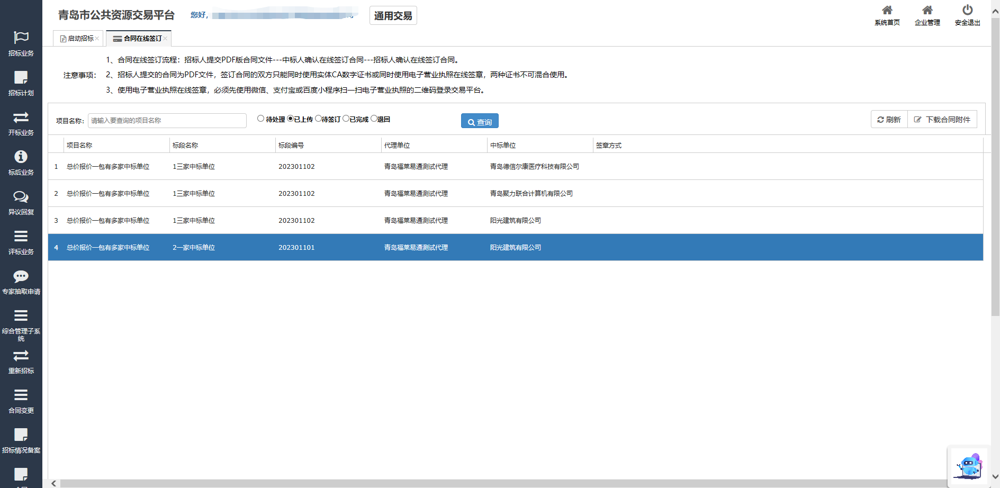 青岛市公共资源交易平台 您好, 通用交易 系统首页 企业管理 安全退出
启动招标 合同在线签订
招标业务
招标计划
开标业务
标后业务
异议回复
评标业务
专家抽取申请
综合管理子系
统
重新招标
合同变更
招标情况备案
注意事项：
1、合同在线签订流程：招标人提交PDF版合同文件---中标人确认在线签订合同---招标人确认在线签订合同。
2、招标人提交的合同为PDF文件，签订合同的双方只能同时使用实体CA数字证书或同时使用电子营业执照在线签章，两种证书不可混合使用。
3、使用电子营业执照在线签章，必须先使用微信、支付宝或百度小程序扫一扫电子营业执照的二维码登录交易平台。
项目名称： 请输入要查询的项目名称 待处理 已上传 待签订 已完成 退回 查询 刷新 下载合同附件
项目名称 标段名称 标段编号 代理单位 中标单位 签章方式
1 总价报价一包有多家中标单位 1三家中标单位 202301102 青岛福莱易通测试代理 青岛德信尔康医疗科技有限公司
2 总价报价一包有多家中标单位 1三家中标单位 202301102 青岛福莱易通测试代理 青岛聚力联合计算机有限公司
3 总价报价一包有多家中标单位 1三家中标单位 202301102 青岛福莱易通测试代理 阳光建筑有限公司
4 总价报价一包有多家中标单位 2一家中标单位 202301101 青岛福莱易通测试代理 阳光建筑有限公司